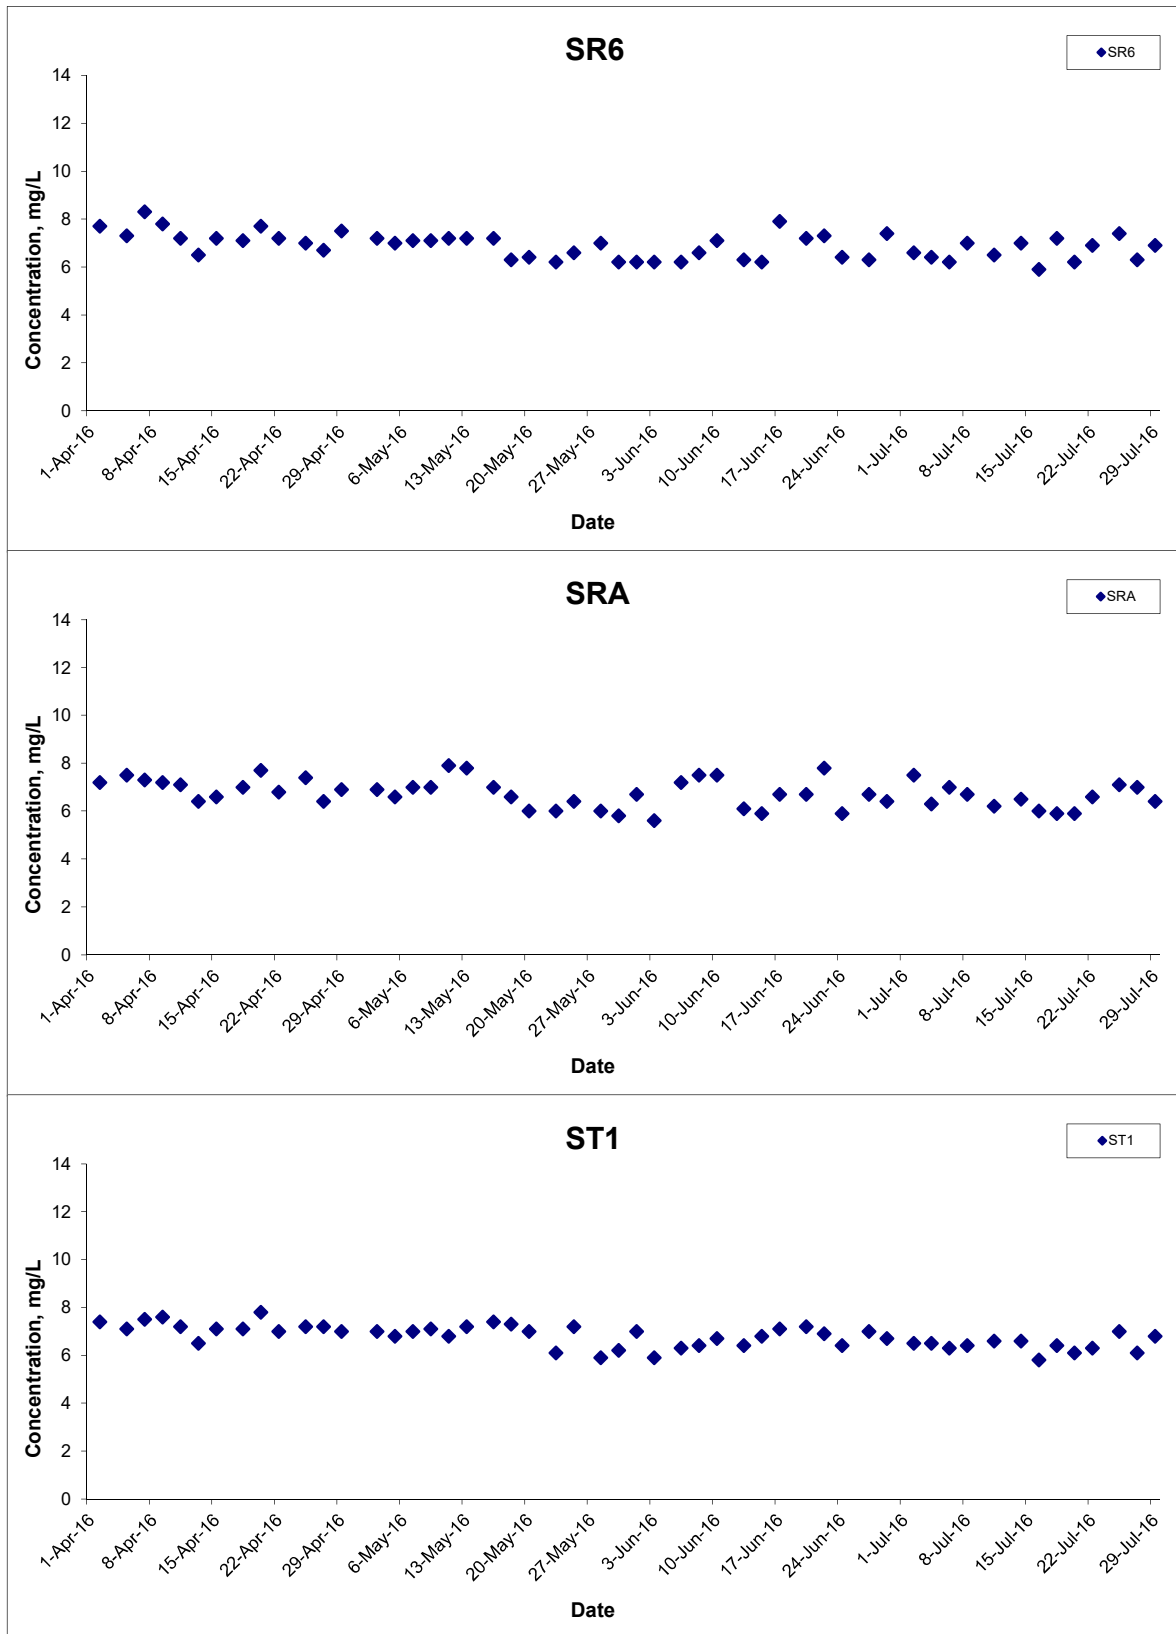 SR6
SR6
14
12
10
8
6
4
2
0
Concentration, mg/L
1-Apr-16
8-Apr-16
15-Apr-16
22-Apr-16
29-Apr-16
6-May-16
13-May-16
20-May-16
27-May-16
3-Jun-16
10-Jun-16
17-Jun-16
24-Jun-16
1-Jul-16
8-Jul-16
15-Jul-16
22-Jul-16
29-Jul-16
Date
SRA
SRA
14
12
10
8
6
4
2
0
Concentration, mg/L
1-Apr-16
8-Apr-16
15-Apr-16
22-Apr-16
29-Apr-16
6-May-16
13-May-16
20-May-16
27-May-16
3-Jun-16
10-Jun-16
17-Jun-16
24-Jun-16
1-Jul-16
8-Jul-16
15-Jul-16
22-Jul-16
29-Jul-16
Date
ST1
ST1
14
12
10
8
6
4
2
0
Concentration, mg/L
1-Apr-16
8-Apr-16
15-Apr-16
22-Apr-16
29-Apr-16
6-May-16
13-May-16
20-May-16
27-May-16
3-Jun-16
10-Jun-16
17-Jun-16
24-Jun-16
1-Jul-16
8-Jul-16
15-Jul-16
22-Jul-16
29-Jul-16
Date